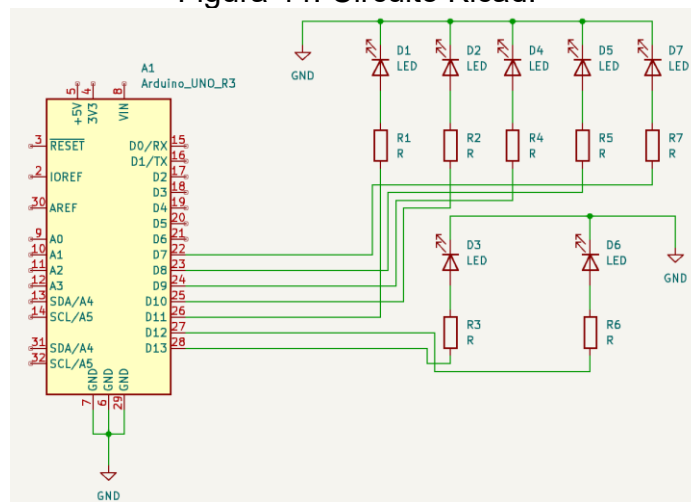 Figura Circuito Kicad.
GND
D1
LED
D2
LED
D4
LED
D5
LED
D7
LED
R1
R
R2
R
R4
R
R5
R
R7
R
A1
Arduino_UNO_R3
5
4
8
+5V
3V3
VIN
3
RESET
D0/RX
15
D1/TX
16
2
IOREF
D2
17
D3
18
30
AREF
D4
19
D5
20
9
A0
D6
21
10
A1
D7
22
11
A2
D8
23
12
A3
D9
24
13
SDA/A4
D10
25
14
SCL/A5
D11
26
D12
27
31
SDA/A4
D13
28
32
SCL/A5
GND
GND
GND
7
6
29
GND
D3
LED
D6
LED
GND
R3
R
R6
R